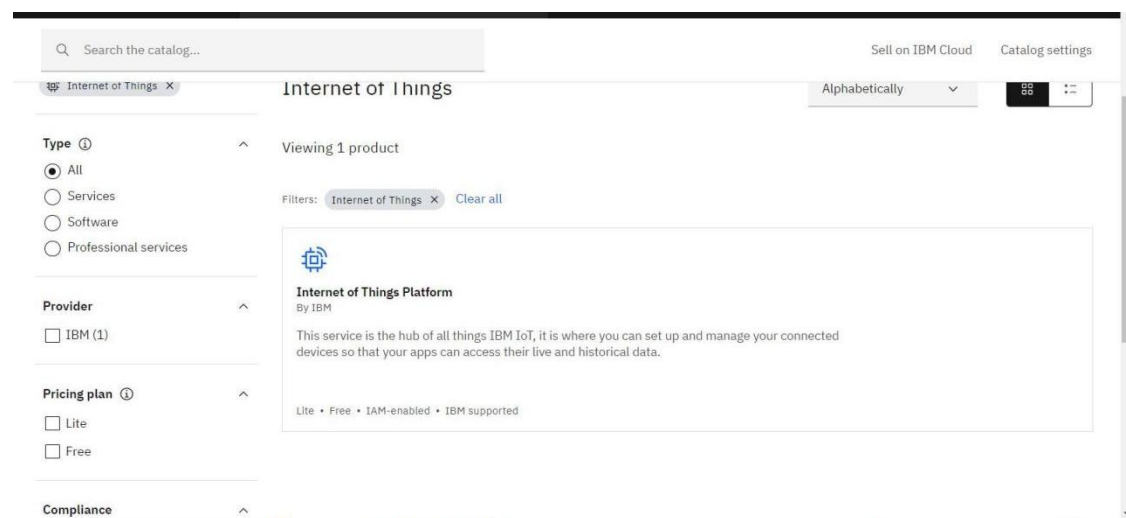 Search the catalog...
Sell on IBM Cloud
Catalog settings
Internet of Things
Internet of Things
Alphabetically
Type
All
Services
Software
Professional services
Provider
IBM (1)
Pricing plan
Lite
Free
Compliance
Viewing 1 product
Filters: Internet of Things Clear all
Internet of Things Platform
By IBM
This service is the hub of all things IBM IoT, it is where you can set up and manage your connected
devices so that your apps can access their live and historical data.
Lite • Free • IAM-enabled • IBM supported